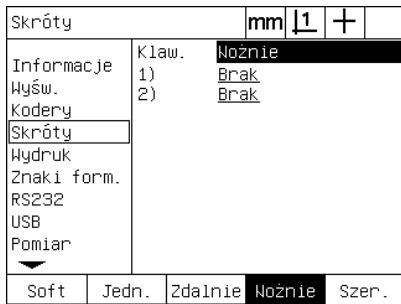 Skróty mm 1
Informacje
Wyśw.
Kodery
Skróty
Wydruk
Znaki form.
RS232
USB
Pomiar
Klaw. Nożnie
1) Brak
2) Brak
Soft Jedn. Zdalnie Nożnie Szer.